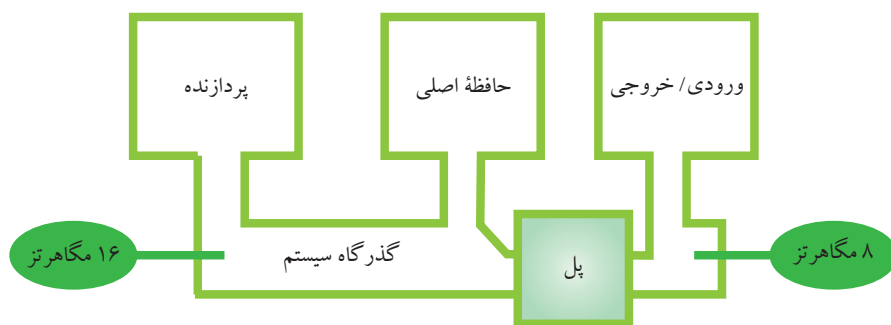 ورودی/ خروجی
حافظهٔ اصلی
پردازنده
۸ مگاهرتز
پل
گذرگاه سیستم
۱۶ مگاهرتز